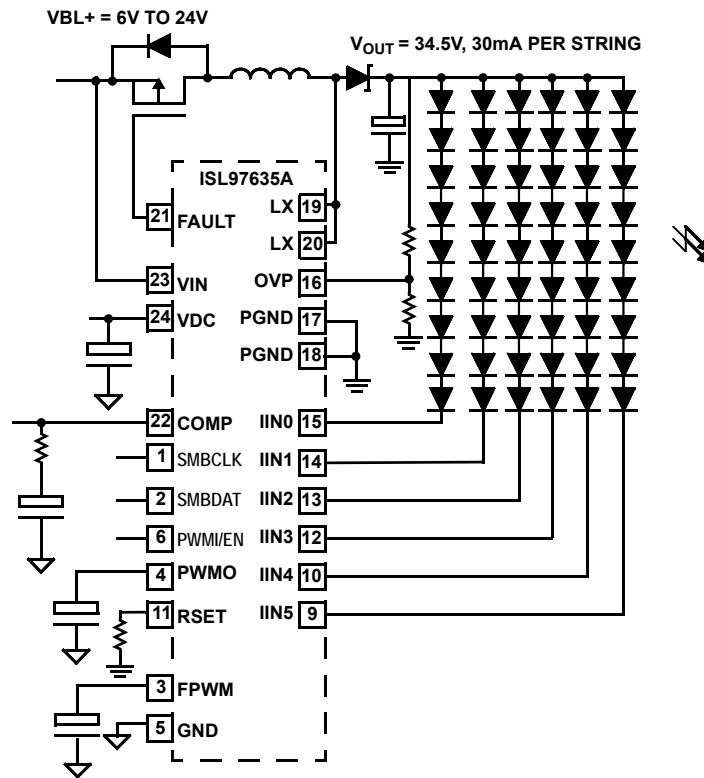 VBL+ = 6V TO 24V
VOUT = 34.5V, 30mA PER STRING
ISL97635A
21 FAULT
LX 19
LX 20
23 VIN
OVP 16
24 VDC
PGND 17
PGND 18
22 COMP
IIN0 15
1 SMBCLK
IIN1 14
2 SMBDAT
IIN2 13
6 PWMI/EN
IIN3 12
4 PWMO
IIN4 10
11 RSET
IIN5 9
3 FPWM
5 GND